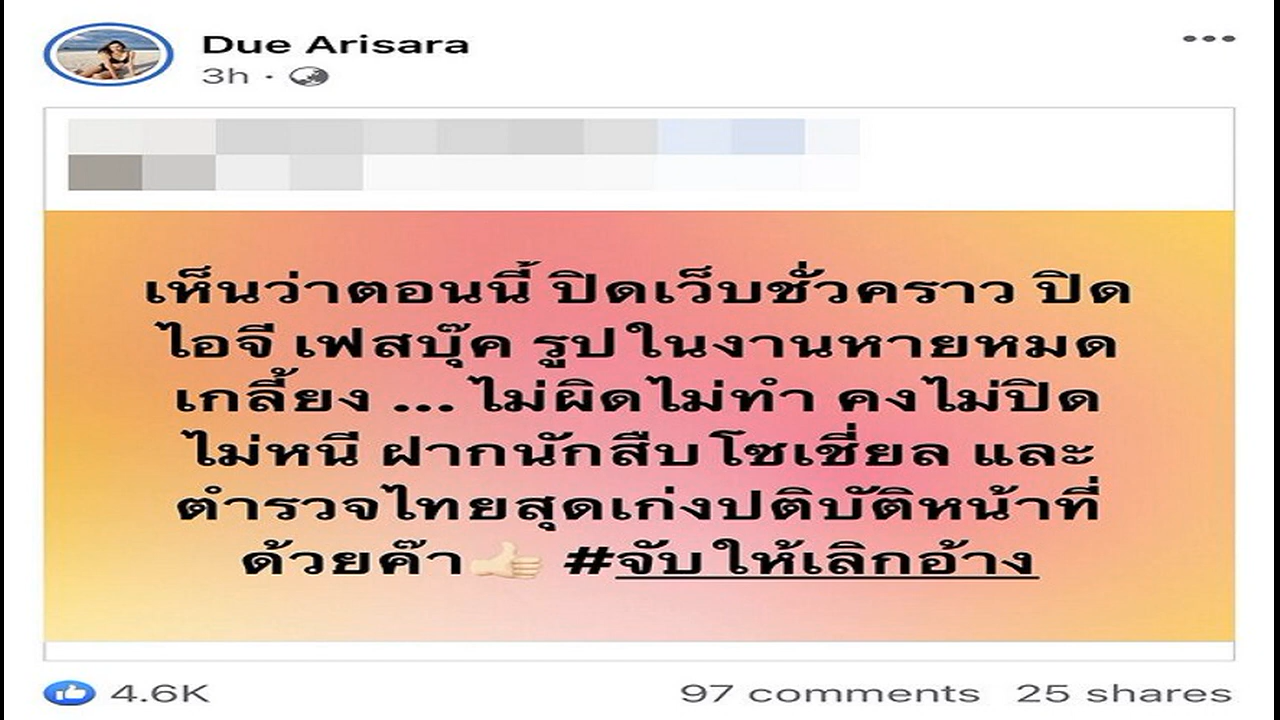 Due Arisara
3h ·
เห็นว่าตอนนี้ ปิดเว็บชั่วคราว ปิด
ไอจี เฟสบุ๊ค รูปในงานหายหมด
เกลี้ยง ... ไม่ผิดไม่ทำ คงไม่ปิด
ไม่หนี ฝากนักสืบโซเชี่ยล และ
ตำรวจไทยสุดเก่งปติบัติหน้าที่
ด้วยค๊า👍🏻 #จับให้เลิกอ้าง
4.6K
97 comments 25 shares